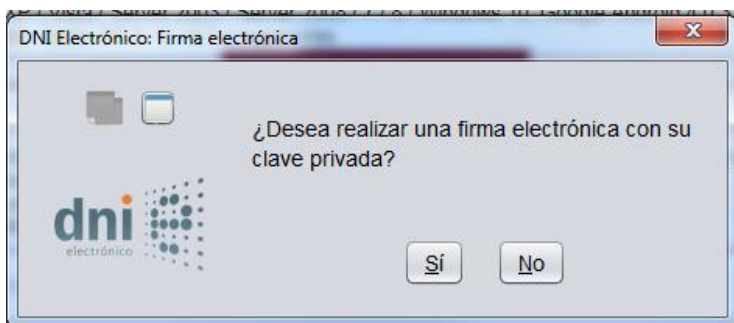 DNI Electrónico: Firma electrónica
¿Desea realizar una firma electrónica con su
clave privada?
dni
electrónico
Sí
No